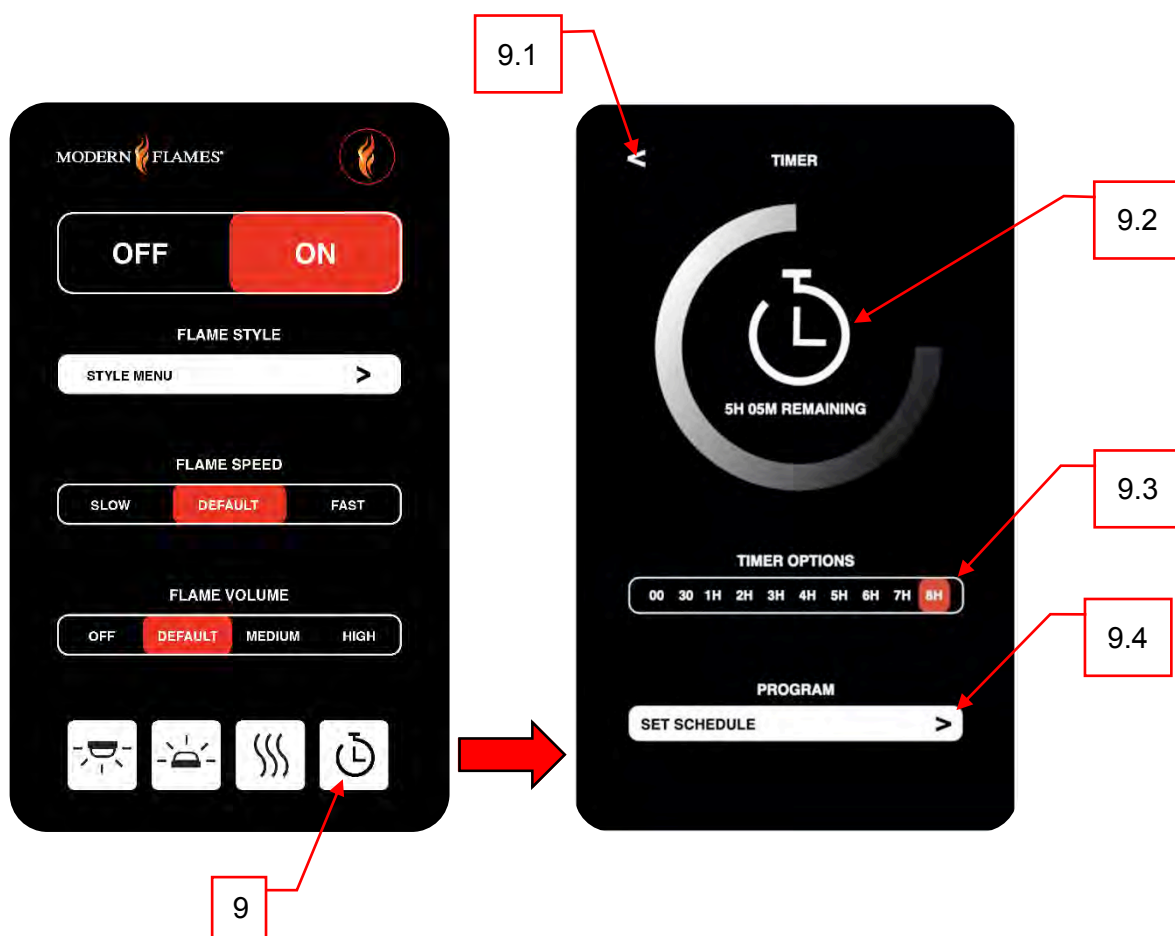 9.1
MODERN FLAMES®
OFF ON
FLAME STYLE
STYLE MENU >
FLAME SPEED
SLOW DEFAULT FAST
FLAME VOLUME
OFF DEFAULT MEDIUM HIGH
9
< TIMER
9.2
5H 05M REMAINING
9.3
TIMER OPTIONS
00 30 1H 2H 3H 4H 5H 6H 7H 8H
9.4
PROGRAM
SET SCHEDULE >